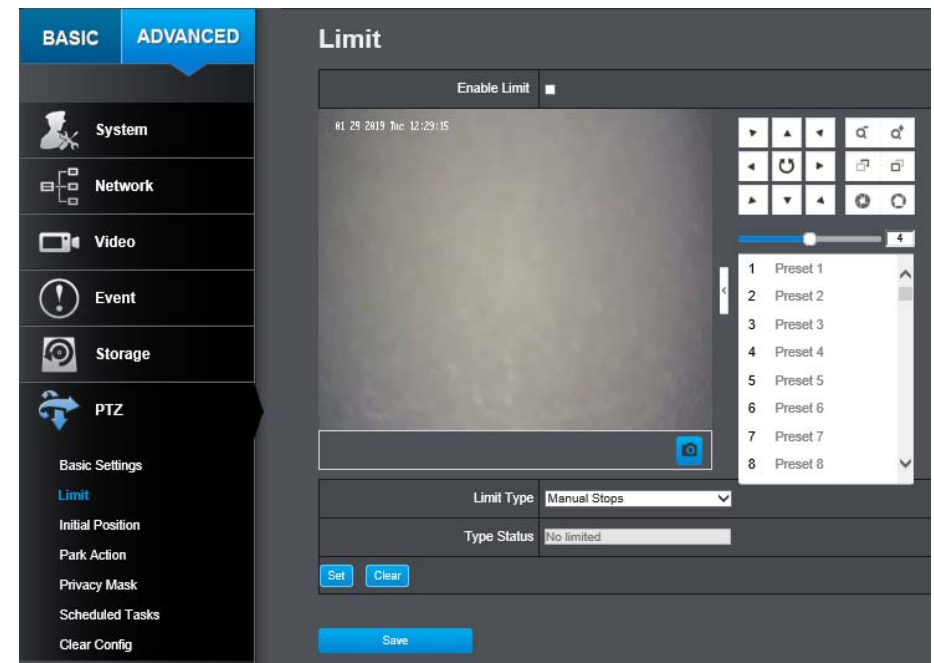 BASIC ADVANCED
Limit
Enable Limit
01 29 2019 Tue 12:29:15
System
Network
Video
Event
Storage
PTZ
Basic Settings
Limit
Initial Position
Park Action
Privacy Mask
Scheduled Tasks
Clear Config
4
1 Preset 1
2 Preset 2
3 Preset 3
4 Preset 4
5 Preset 5
6 Preset 6
7 Preset 7
8 Preset 8
Limit Type Manual Stops
Type Status No limited
Set Clear
Save